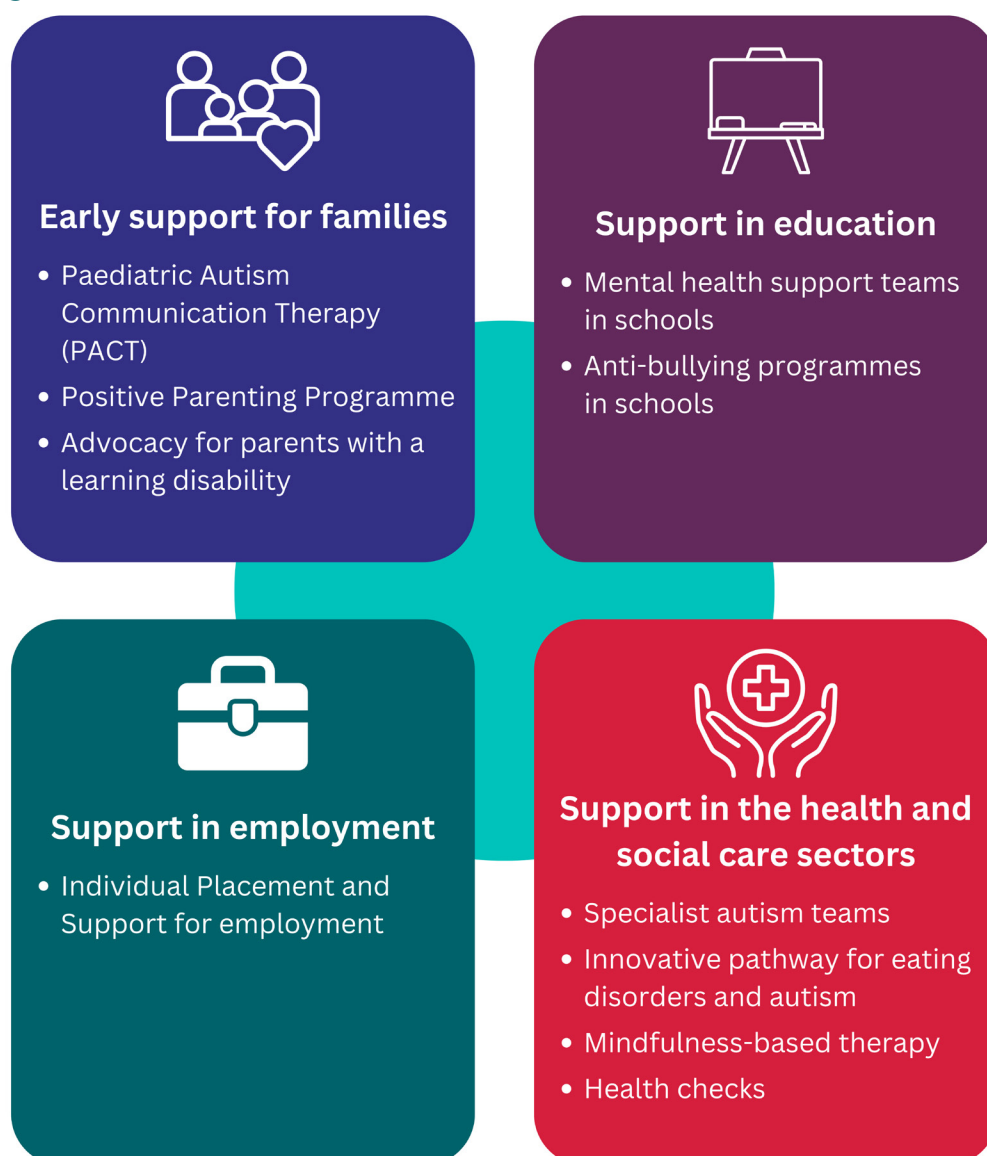 Early support for families
• Paediatric Autism
Communication Therapy
(PACT)
• Positive Parenting Programme
• Advocacy for parents with a
learning disability
Support in education
• Mental health support teams
in schools
• Anti-bullying programmes
in schools
Support in employment
• Individual Placement and
Support for employment
Support in the health and
social care sectors
• Specialist autism teams
• Innovative pathway for eating
disorders and autism
• Mindfulness-based therapy
• Health checks